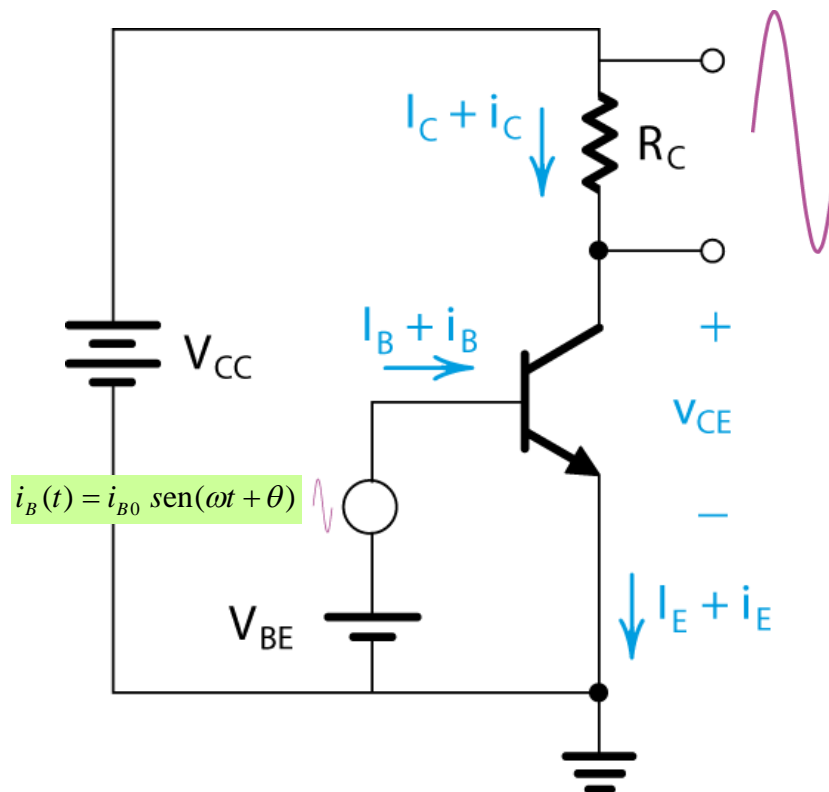 I_C + i_C
R_C
I_B + i_B
+
V_CC
v_CE
i_B(t) = i_B0 sen(ωt + θ)
−
V_BE
I_E + i_E